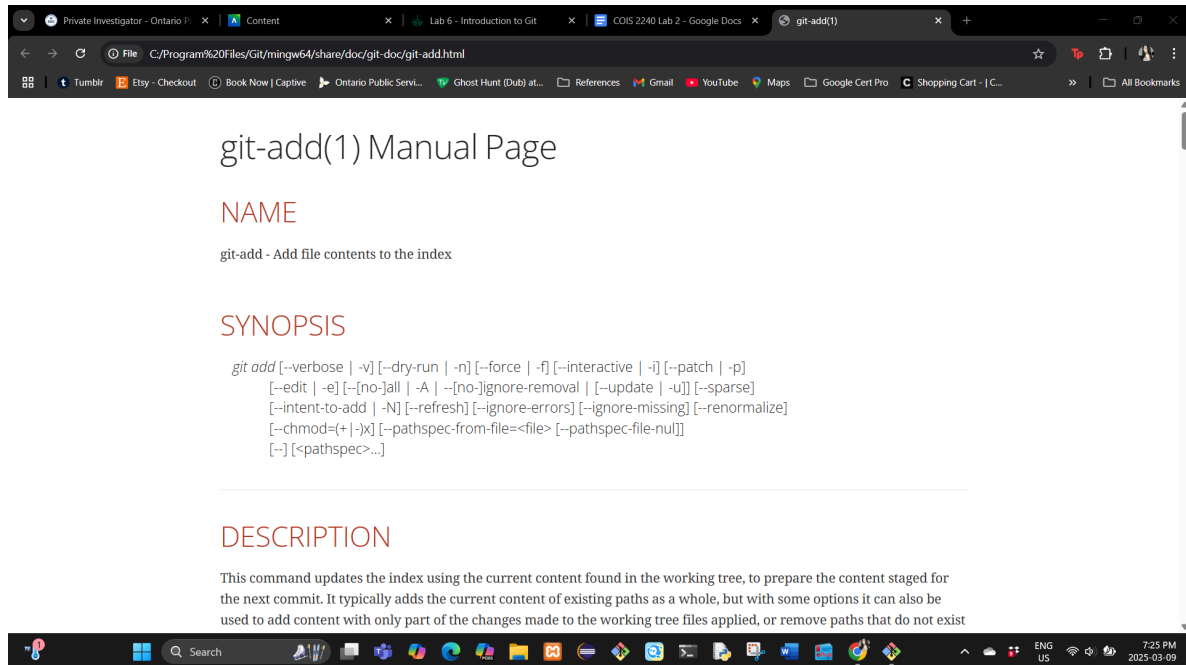 Private Investigator - Ontario Pr
Content
Lab 6 - Introduction to Git
COIS 2240 Lab 2 - Google Docs
git-add(1)
File
C:/Program%20Files/Git/mingw64/share/doc/git-doc/git-add.html
Tumblr
Etsy - Checkout
Book Now | Captive
Ontario Public Servi...
Ghost Hunt (Dub) at...
References
Gmail
YouTube
Maps
Google Cert Pro
Shopping Cart - | C...
All Bookmarks
git-add(1) Manual Page
NAME
git-add - Add file contents to the index
SYNOPSIS
git add [--verbose | -v] [--dry-run | -n] [--force | -f] [--interactive | -i] [--patch | -p]
[--edit | -e] [--[no-]all | -A | --[no-]ignore-removal | [--update | -u]] [--sparse]
[--intent-to-add | -N] [--refresh] [--ignore-errors] [--ignore-missing] [--renormalize]
[--chmod=(+|-)x] [--pathspec-from-file=<file> [--pathspec-file-nul]]
[--] [<pathspec>...]
DESCRIPTION
This command updates the index using the current content found in the working tree, to prepare the content staged for
the next commit. It typically adds the current content of existing paths as a whole, but with some options it can also be
used to add content with only part of the changes made to the working tree files applied, or remove paths that do not exist
Search
ENG
US
7:25 PM
2025-03-09